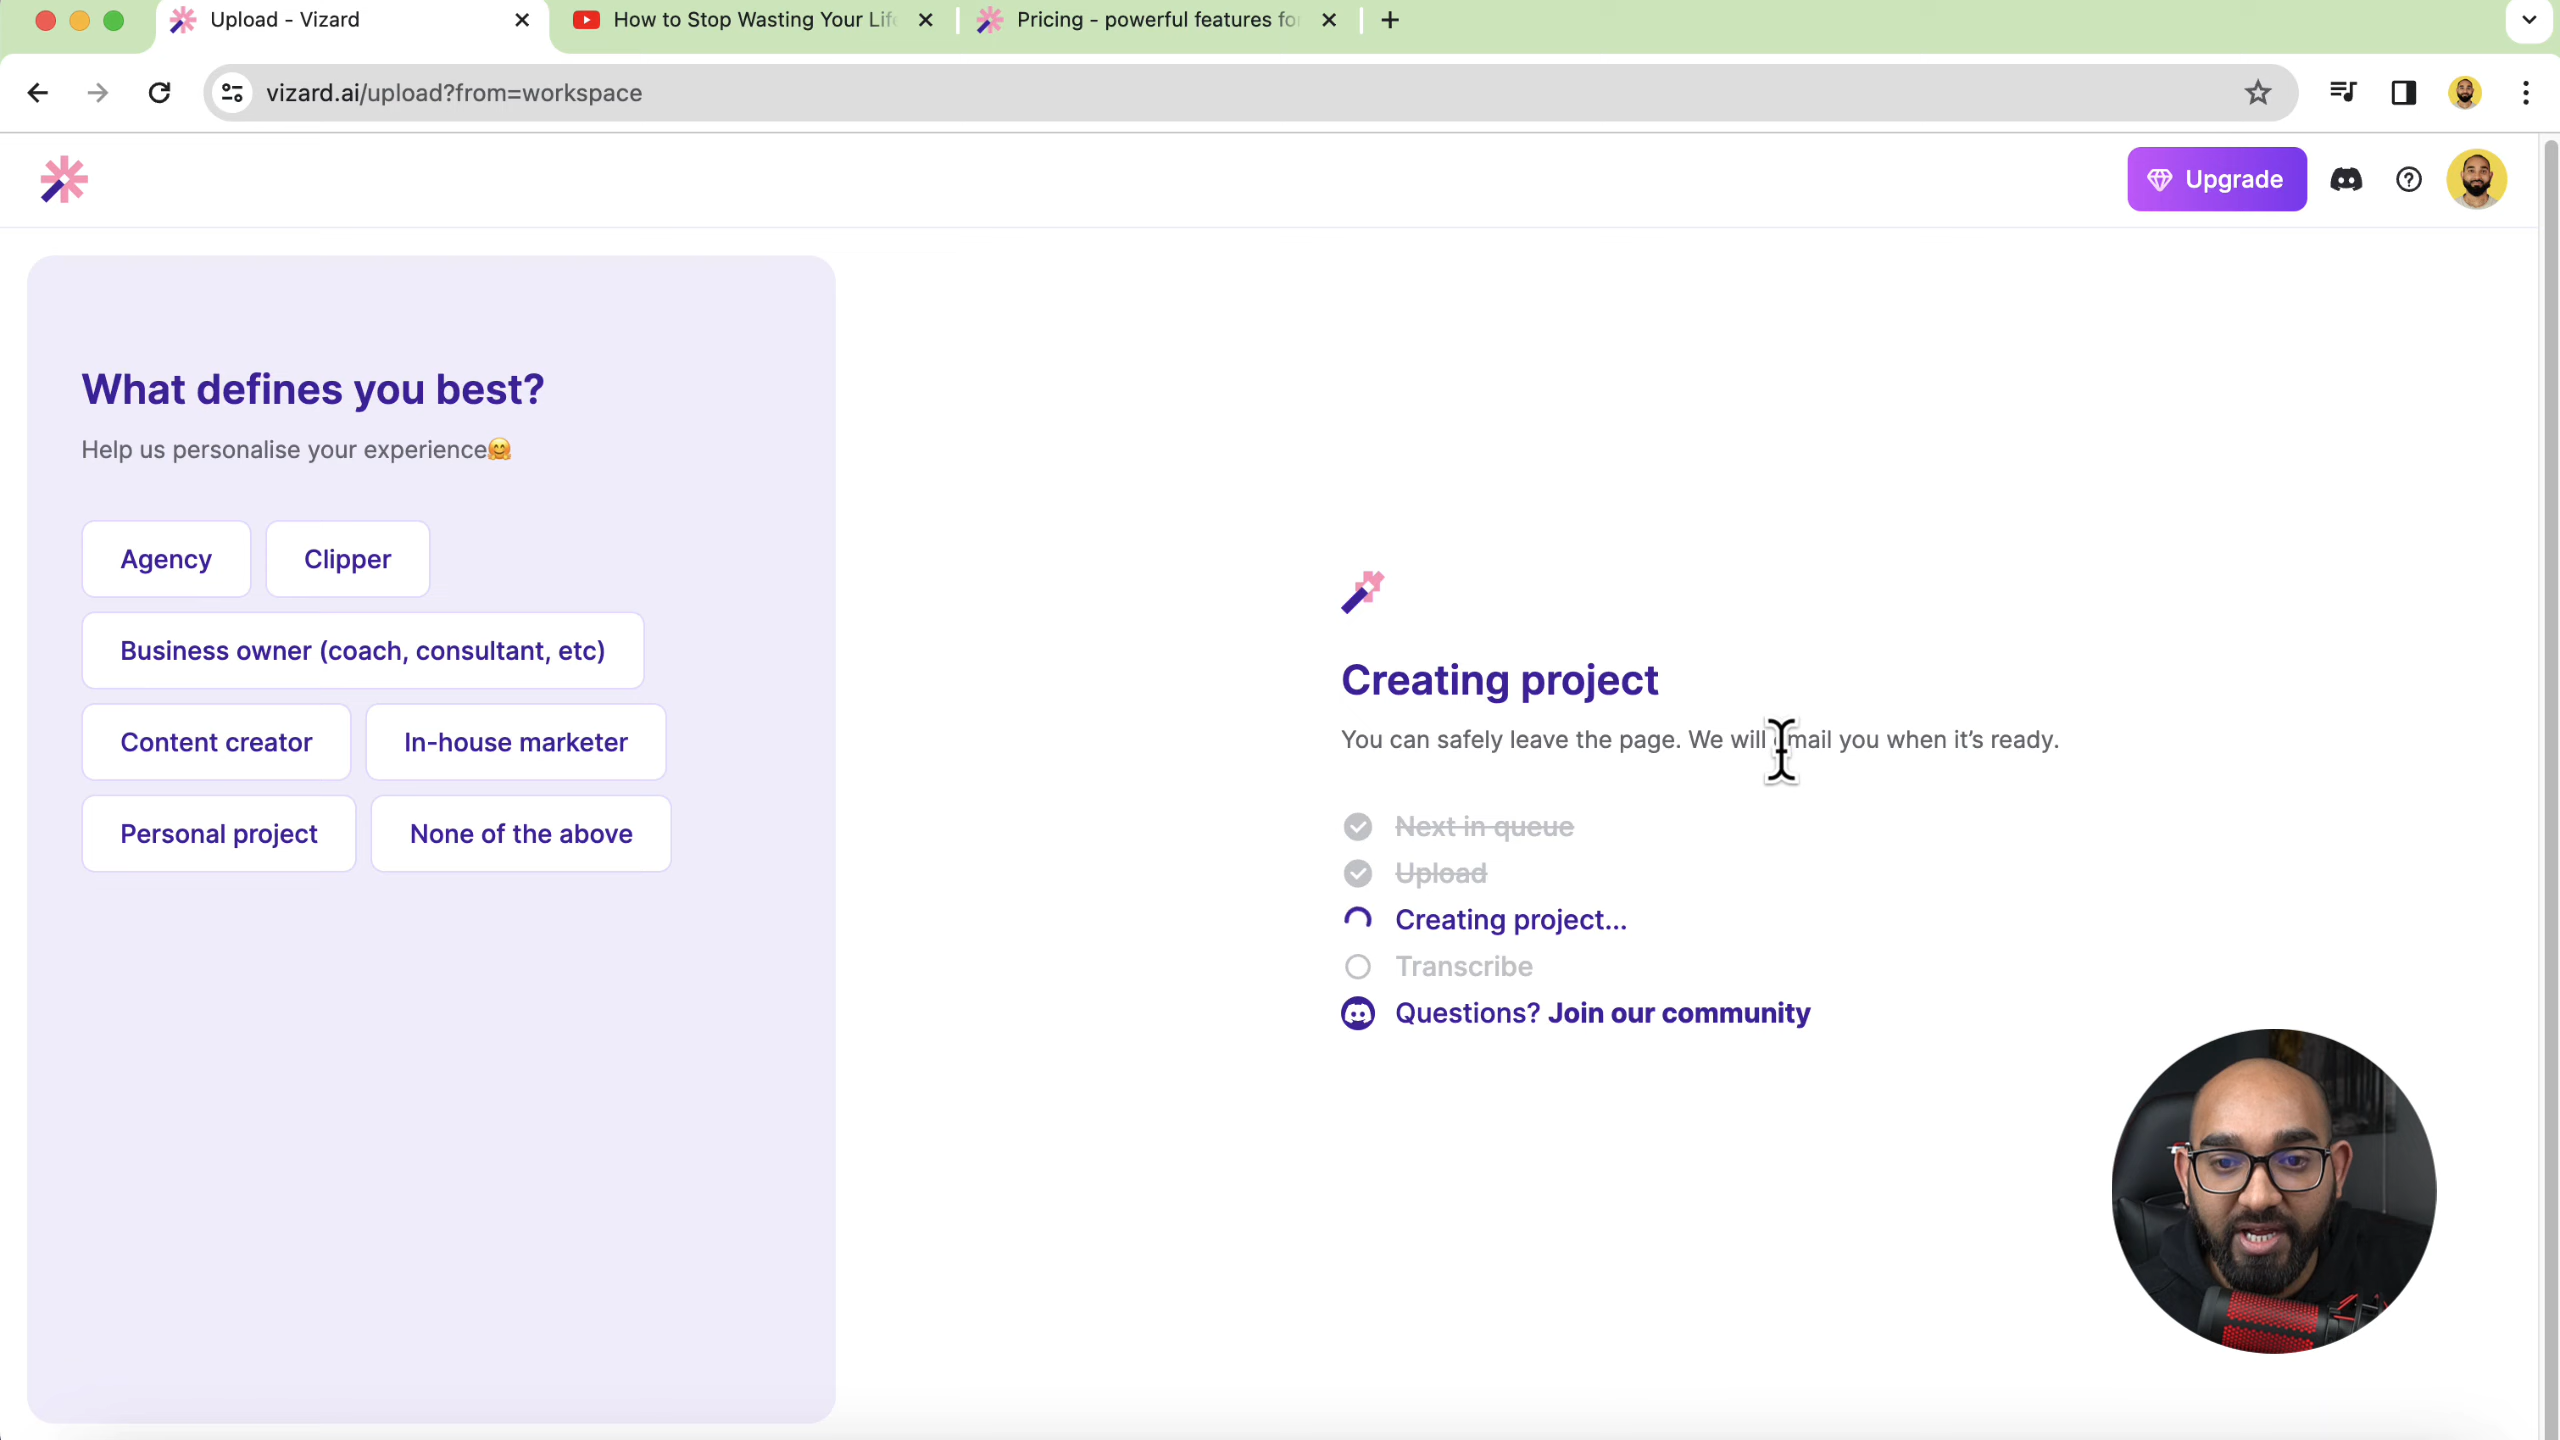 Upload - Vizard
How to Stop Wasting Your Life
Pricing - powerful features fo
vizard.ai/upload?from=workspace
Upgrade
What defines you best?
Help us personalise your experience🤗
Agency
Clipper
Business owner (coach, consultant, etc)
Content creator
In-house marketer
Personal project
None of the above
Creating project
You can safely leave the page. We will email you when it's ready.
Next in queue
Upload
Creating project...
Transcribe
Questions? Join our community